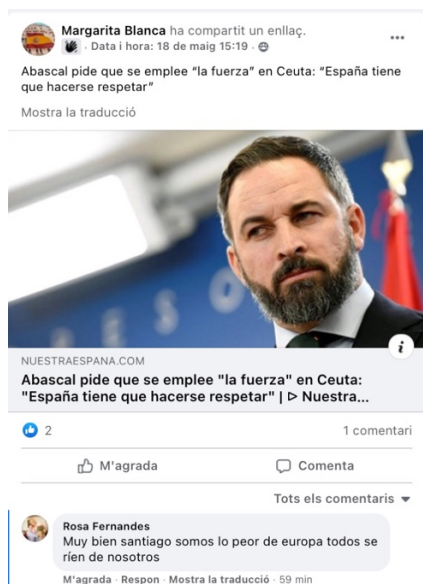 Margarita Blanca ha compartit un enllaç.
· Data i hora: 18 de maig 15:19 ·
Abascal pide que se emplee “la fuerza” en Ceuta: “España tiene
que hacerse respetar”
Mostra la traducció
NUESTRAESPANA.COM
Abascal pide que se emplee "la fuerza" en Ceuta:
"España tiene que hacerse respetar" | ▷ Nuestra...
2
1 comentari
M'agrada
Comenta
Tots els comentaris
Rosa Fernandes
Muy bien santiago somos lo peor de europa todos se
ríen de nosotros
M'agrada · Respon · Mostra la traducció · 59 min